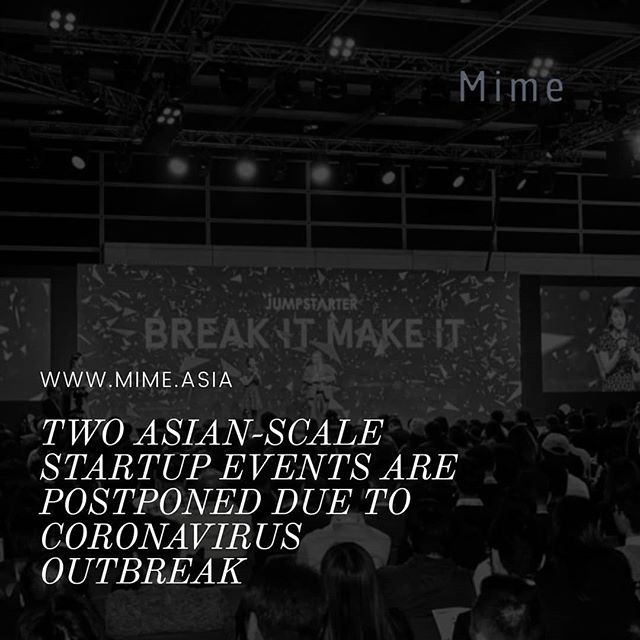 Mime
JUMPSTARTER
BREAK IT MAKE IT
WWW.MIME.ASIA
TWO ASIAN-SCALE
STARTUP EVENTS ARE
POSTPONED DUE TO
CORONAVIRUS
OUTBREAK